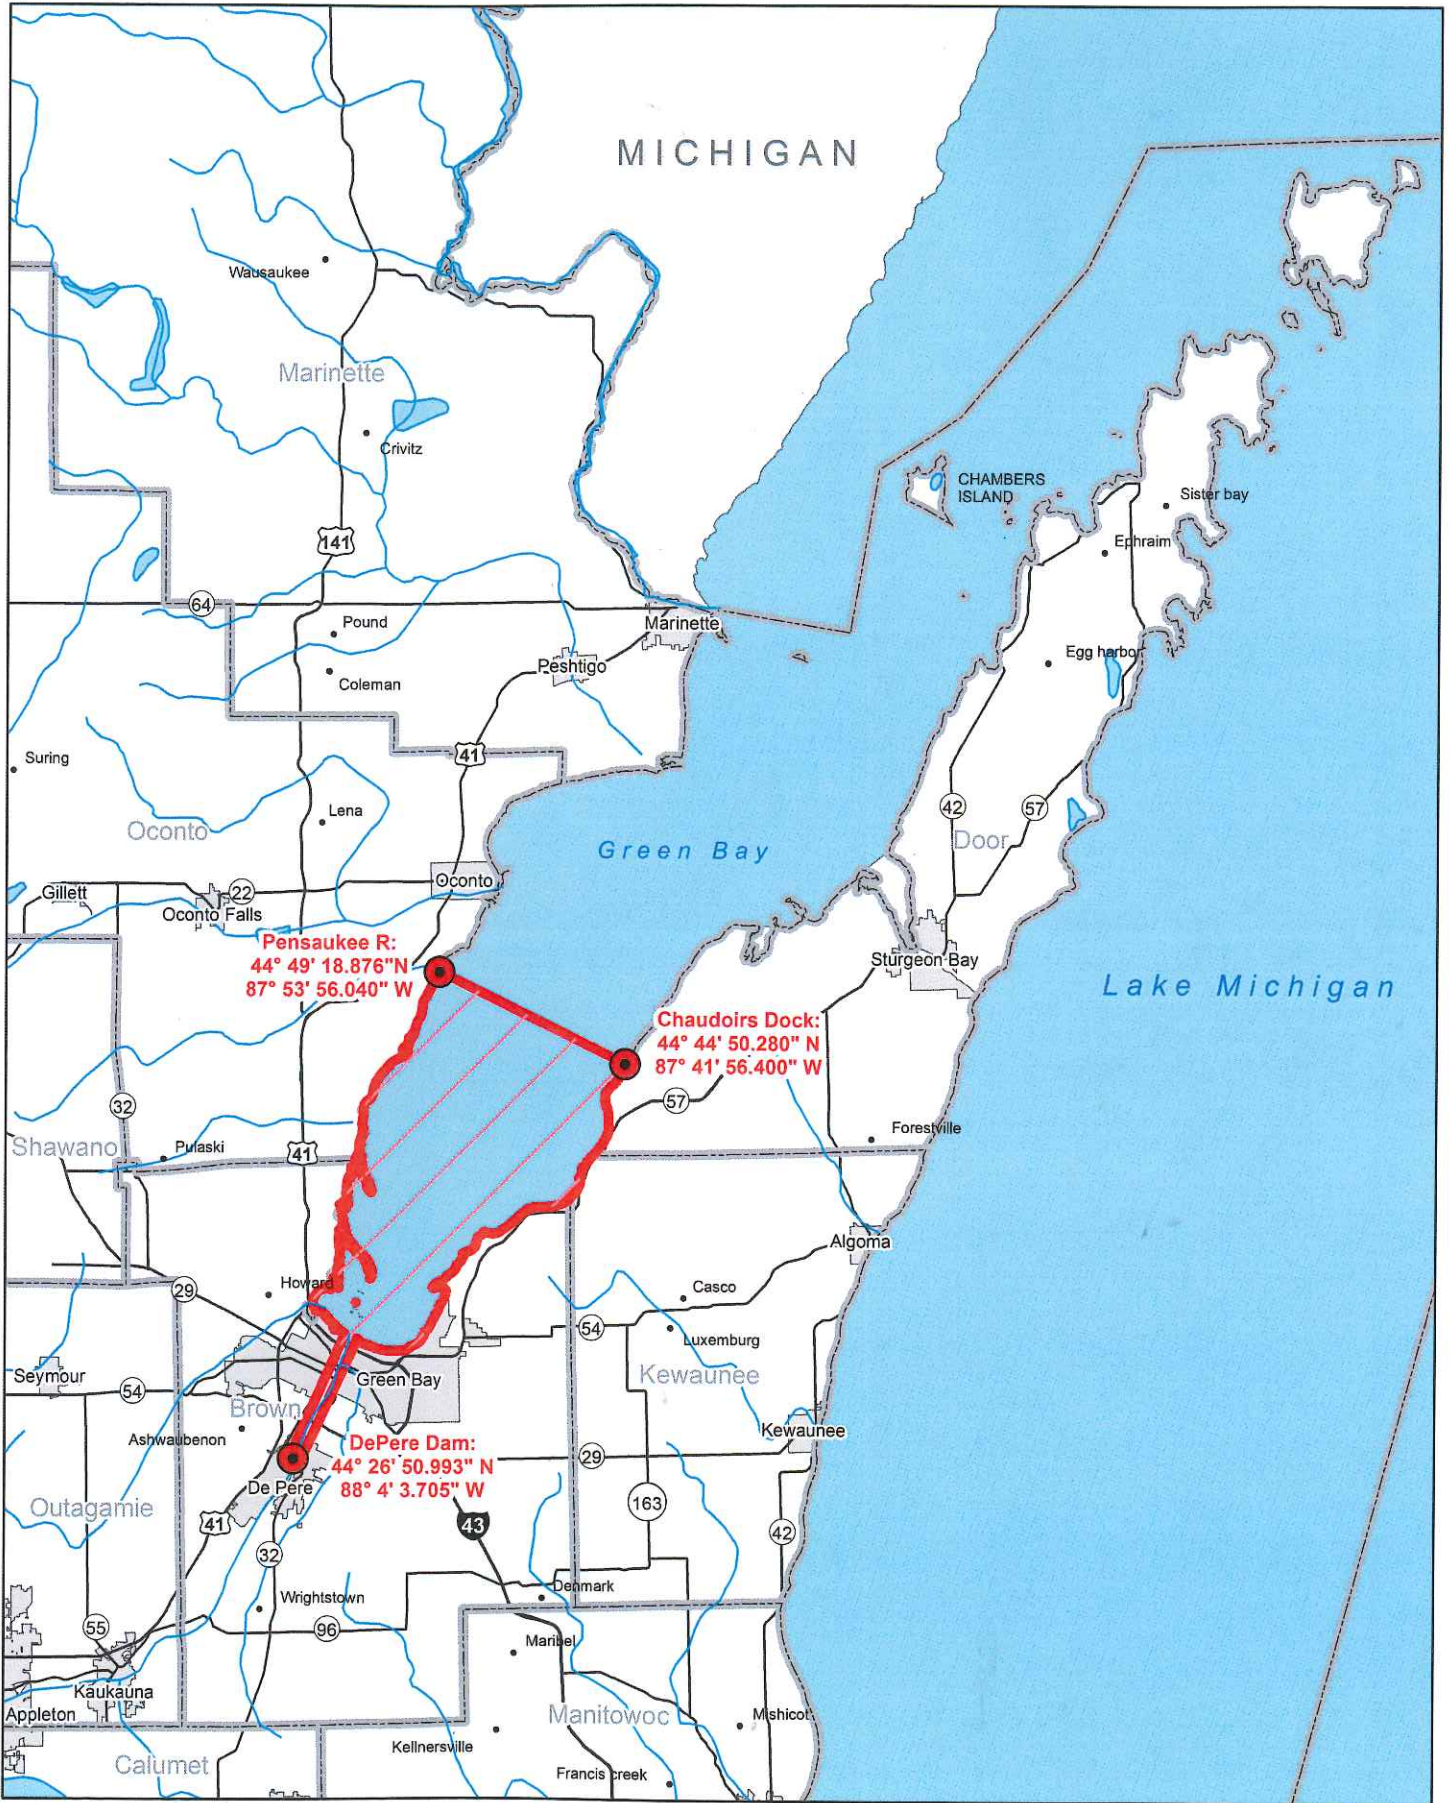 MICHIGAN
Wausaukee
Marinette
Crivitz
CHAMBERS
ISLAND
Sister bay
141
Ephraim
64
Pound
Marinette
Egg harbor
Peshtigo
Coleman
41
Suring
42
57
Lena
Oconto
Door
Green Bay
Oconto
22
Gillett
Oconto Falls
Pensaukee R:
44° 49' 18.876"N
87° 53' 56.040" W
Sturgeon Bay
Lake Michigan
Chaudoirs Dock:
44° 44' 50.280" N
87° 41' 56.400" W
57
32
Forestville
Shawano
Pulaski
41
Algoma
Howard
29
Casco
54
Luxemburg
Seymour
54
Green Bay
Kewaunee
Brown
Ashwaubenon
Kewaunee
DePere Dam:
44° 26' 50.993" N
88° 4' 3.705" W
29
De Pere
Outagamie
163
41
43
42
32
Denmark
Wrightstown
55
96
Maribel
Kaukauna
Appleton
Manitowoc
Mishicot
Kellnersville
Calumet
Francis creek